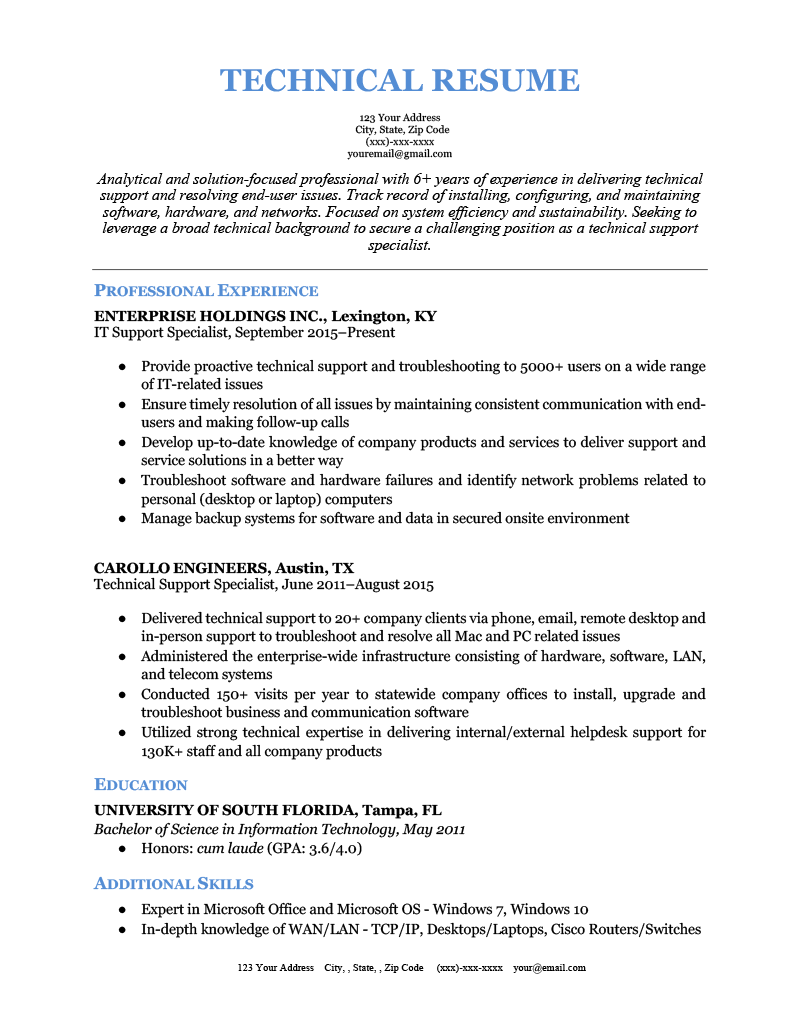 TECHNICAL RESUME
123 Your Address
City, State, Zip Code
(xxx)-xxx-xxxx
youremail@gmail.com
Analytical and solution-focused professional with 6+ years of experience in delivering technical
support and resolving end-user issues. Track record of installing, configuring, and maintaining
software, hardware, and networks. Focused on system efficiency and sustainability. Seeking to
leverage a broad technical background to secure a challenging position as a technical support
specialist.
PROFESSIONAL EXPERIENCE
ENTERPRISE HOLDINGS INC., Lexington, KY
IT Support Specialist, September 2015–Present
● Provide proactive technical support and troubleshooting to 5000+ users on a wide range
of IT-related issues
● Ensure timely resolution of all issues by maintaining consistent communication with end-
users and making follow-up calls
● Develop up-to-date knowledge of company products and services to deliver support and
service solutions in a better way
● Troubleshoot software and hardware failures and identify network problems related to
personal (desktop or laptop) computers
● Manage backup systems for software and data in secured onsite environment
CAROLLO ENGINEERS, Austin, TX
Technical Support Specialist, June 2011–August 2015
● Delivered technical support to 20+ company clients via phone, email, remote desktop and
in-person support to troubleshoot and resolve all Mac and PC related issues
● Administered the enterprise-wide infrastructure consisting of hardware, software, LAN,
and telecom systems
● Conducted 150+ visits per year to statewide company offices to install, upgrade and
troubleshoot business and communication software
● Utilized strong technical expertise in delivering internal/external helpdesk support for
130K+ staff and all company products
EDUCATION
UNIVERSITY OF SOUTH FLORIDA, Tampa, FL
Bachelor of Science in Information Technology, May 2011
● Honors: cum laude (GPA: 3.6/4.0)
ADDITIONAL SKILLS
● Expert in Microsoft Office and Microsoft OS - Windows 7, Windows 10
● In-depth knowledge of WAN/LAN - TCP/IP, Desktops/Laptops, Cisco Routers/Switches
123 Your Address City, , State, , Zip Code (xxx)-xxx-xxxx your@email.com